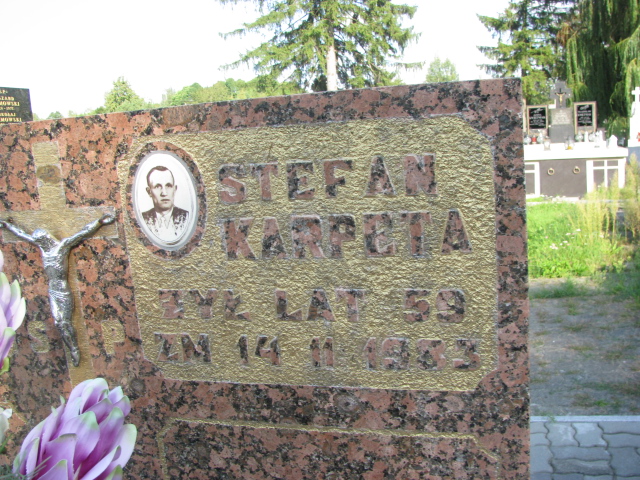 STEFAN
KARPETA
ŻYŁ LAT 59
ZM 14 11 1983
Ś P